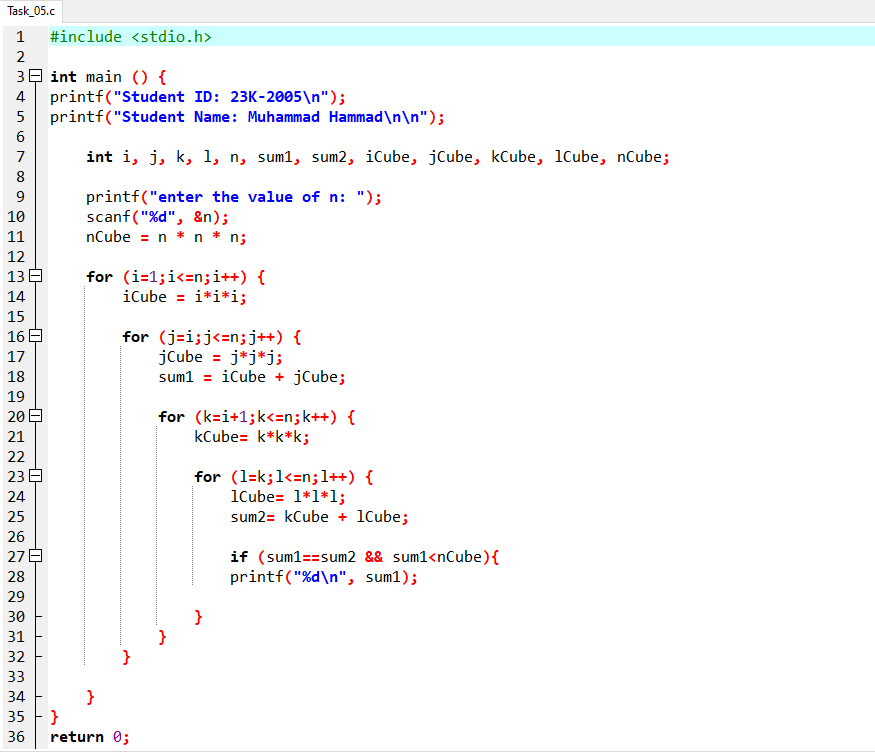 Task_05.c
1 #include <stdio.h>
2
3 int main () {
4 printf("Student ID: 23K-2005\n");
5 printf("Student Name: Muhammad Hammad\n\n");
6
7     int i, j, k, l, n, sum1, sum2, iCube, jCube, kCube, lCube, nCube;
8
9     printf("enter the value of n: ");
10     scanf("%d", &n);
11     nCube = n * n * n;
12
13     for (i=1;i<=n;i++) {
14         iCube = i*i*i;
15
16         for (j=i;j<=n;j++) {
17             jCube = j*j*j;
18             sum1 = iCube + jCube;
19
20             for (k=i+1;k<=n;k++) {
21                 kCube= k*k*k;
22
23                 for (l=k;l<=n;l++) {
24                     lCube= l*l*l;
25                     sum2= kCube + lCube;
26
27                     if (sum1==sum2 && sum1<nCube){
28                     printf("%d\n", sum1);
29
30                 }
31             }
32         }
33
34     }
35 }
36 return 0;